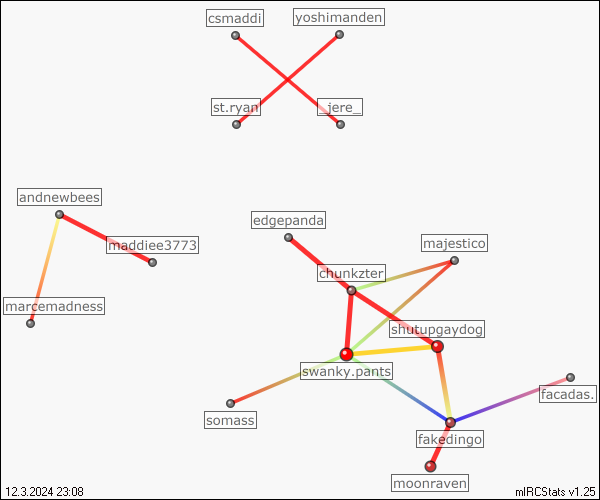 csmaddi
yoshimanden
st.ryan
_jere_
andnewbees
edgepanda
maddiee3773
majestico
chunkzter
marcemadness
shutupgaydog
swanky.pants
facadas.
somass
fakedingo
moonraven
12.3.2024 23:08
mIRCStats v1.25